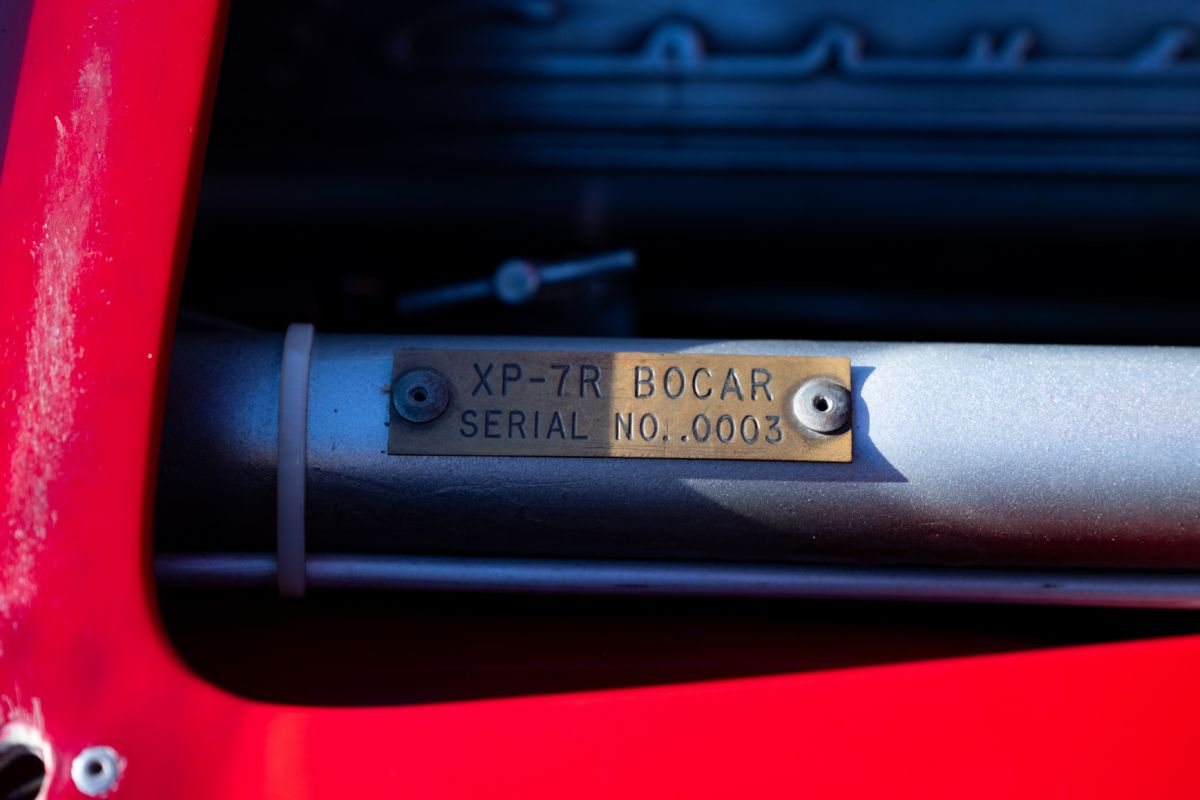 XP-7R BOCAR
SERIAL NO..0003